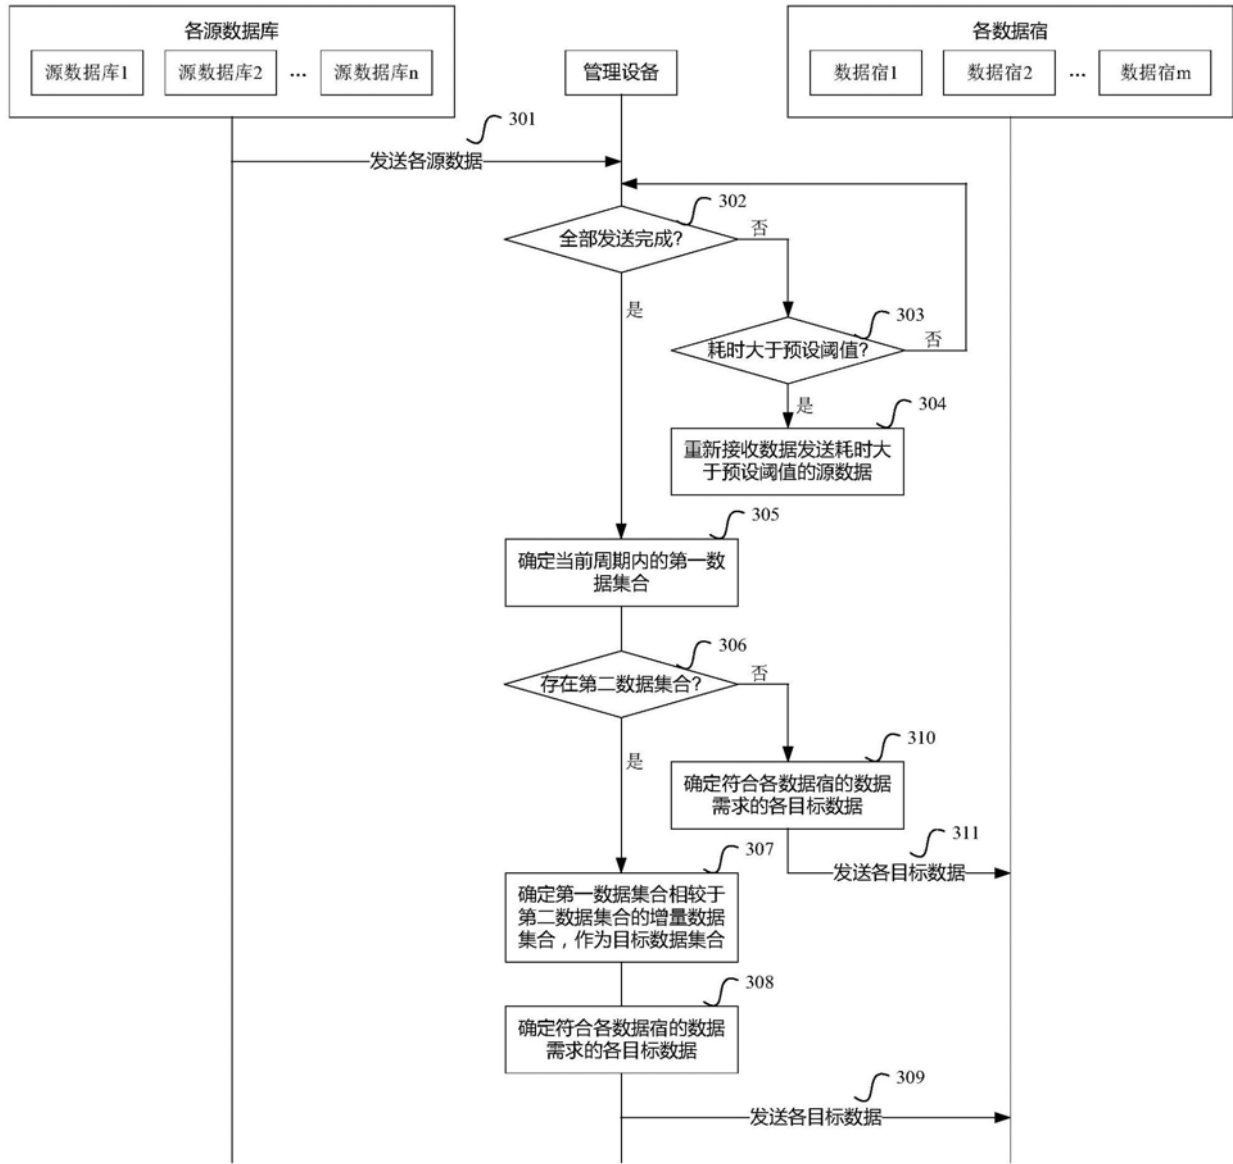 各源数据库
源数据库1
源数据库2
...
源数据库n
管理设备
各数据宿
数据宿1
数据宿2
...
数据宿m
301
发送各源数据
302
全部发送完成?
否
是
303
耗时大于预设阈值?
否
是
304
重新接收数据发送耗时大
于预设阈值的源数据
305
确定当前周期内的第一数
据集合
306
存在第二数据集合?
否
是
310
确定符合各数据宿的数据
需求的各目标数据
311
发送各目标数据
307
确定第一数据集合相较于
第二数据集合的增量数据
集合，作为目标数据集合
308
确定符合各数据宿的数据
需求的各目标数据
309
发送各目标数据